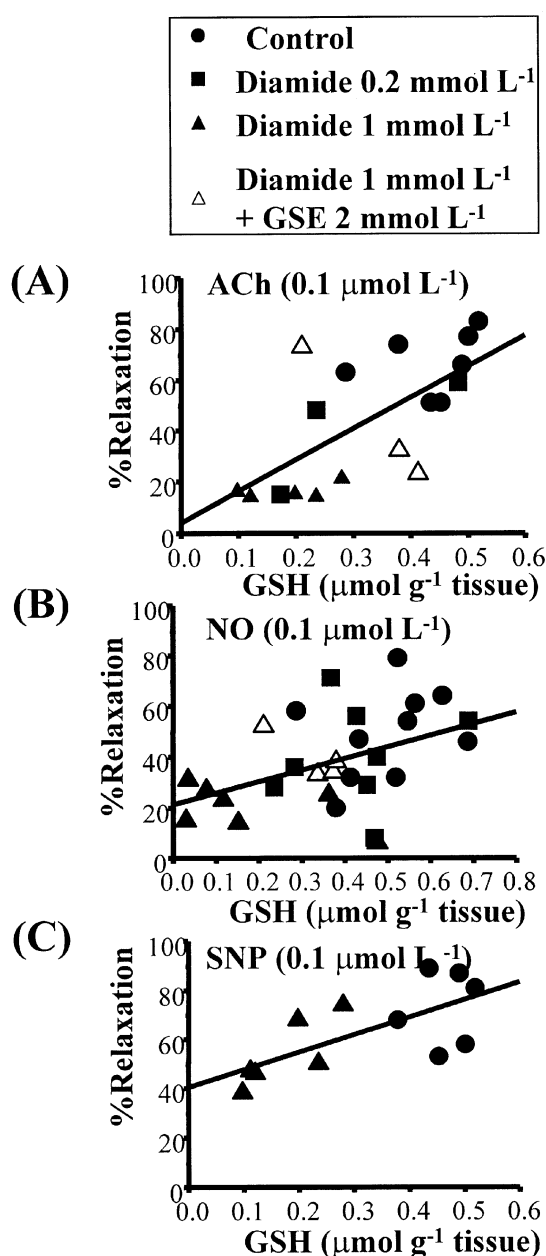 Control
Diamide 0.2 mmol L-1
Diamide 1 mmol L-1
Diamide 1 mmol L-1
+ GSE 2 mmol L-1
(A)
ACh (0.1 μmol L-1)
%Relaxation
100
80
60
40
20
0
0.0 0.1 0.2 0.3 0.4 0.5 0.6
GSH (μmol g-1 tissue)
(B)
NO (0.1 μmol L-1)
%Relaxation
100
80
60
40
20
0
0.0 0.1 0.2 0.3 0.4 0.5 0.6 0.7 0.8
GSH (μmol g-1 tissue)
(C)
SNP (0.1 μmol L-1)
%Relaxation
100
80
60
40
20
0
0.0 0.1 0.2 0.3 0.4 0.5 0.6
GSH (μmol g-1 tissue)